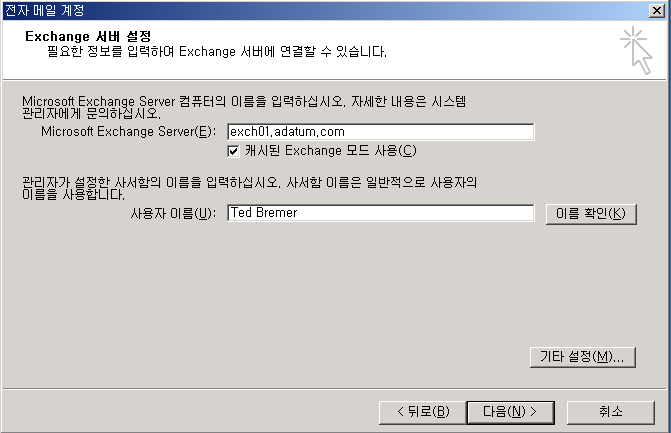 전자 메일 계정
Exchange 서버 설정
필요한 정보를 입력하여 Exchange 서버에 연결할 수 있습니다.
Microsoft Exchange Server 컴퓨터의 이름을 입력하십시오. 자세한 내용은 시스템
관리자에게 문의하십시오.
Microsoft Exchange Server(E): exch01.adatum.com
캐시된 Exchange 모드 사용(C)
관리자가 설정한 사서함의 이름을 입력하십시오. 사서함 이름은 일반적으로 사용자의
이름을 사용합니다.
사용자 이름(U): Ted Bremer 이름 확인(K)
기타 설정(M)...
< 뒤로(B) 다음(N) > 취소